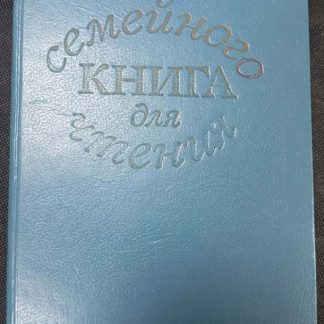 семейного
КНИГА
для
чтения